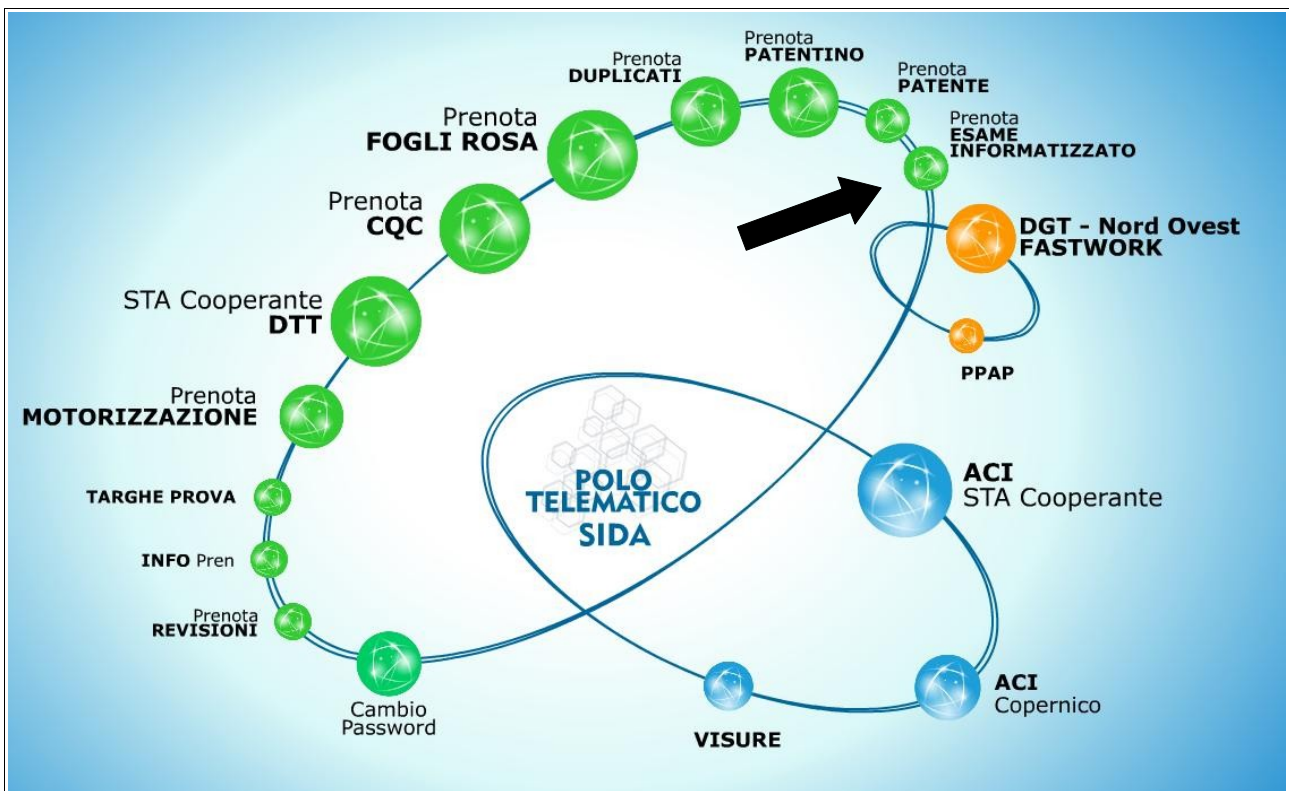 Prenota
PATENTINO
Prenota
DUPLICATI
Prenota
PATENTE
Prenota
FOGLI ROSA
Prenota
ESAME
INFORMATIZZATO
Prenota
CQC
DGT - Nord Ovest
FASTWORK
STA Cooperante
DTT
PPAP
Prenota
MOTORIZZAZIONE
POLO
TELEMATICO
SIDA
ACI
STA Cooperante
TARGHE PROVA
INFO Pren
Prenota
REVISIONI
Cambio
Password
ACI
Copernico
VISURE